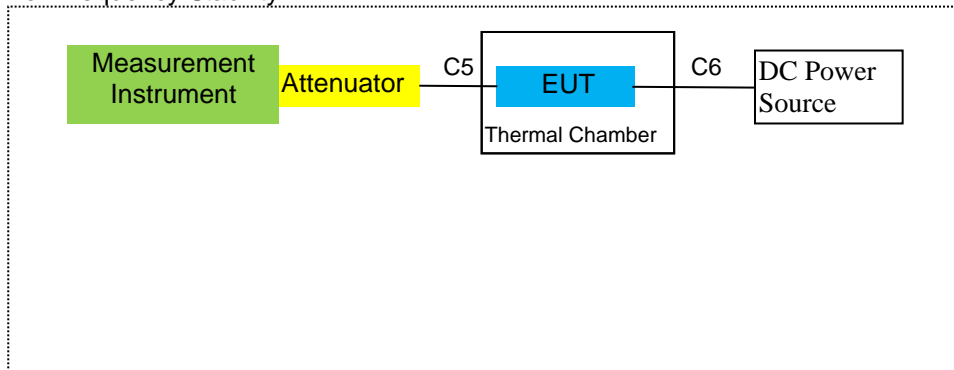 Measurement
Instrument
Attenuator
C5
EUT
Thermal Chamber
C6
DC Power
Source